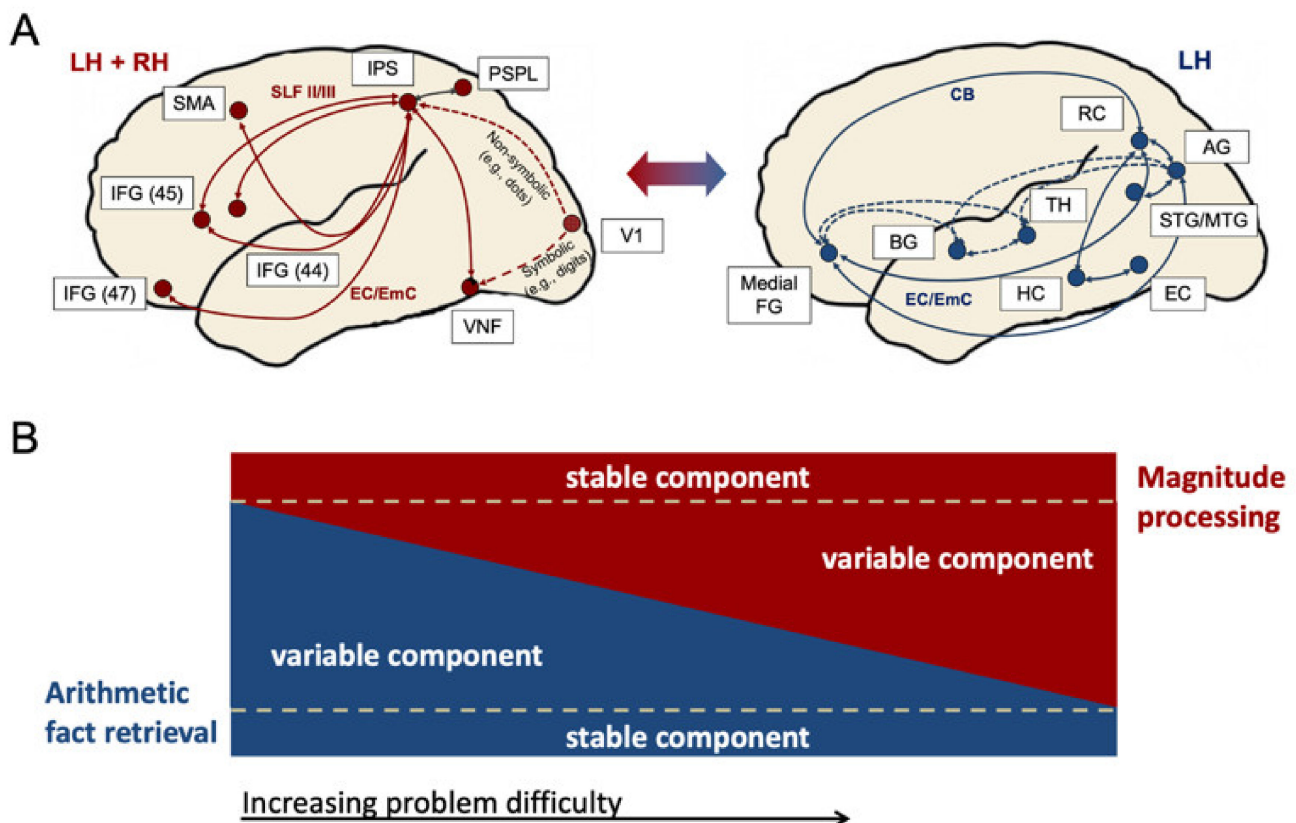 A
LH + RH
SMA
SLF II/III
IPS
PSPL
Non-symbolic
(e.g., dots)
IFG (45)
IFG (44)
IFG (47)
EC/EmC
Symbolic
(e.g., digits)
V1
VNF
LH
CB
RC
AG
TH
STG/MTG
BG
Medial
FG
EC/EmC
HC
EC
B
stable component
Magnitude
processing
variable component
variable component
Arithmetic
fact retrieval
stable component
Increasing problem difficulty